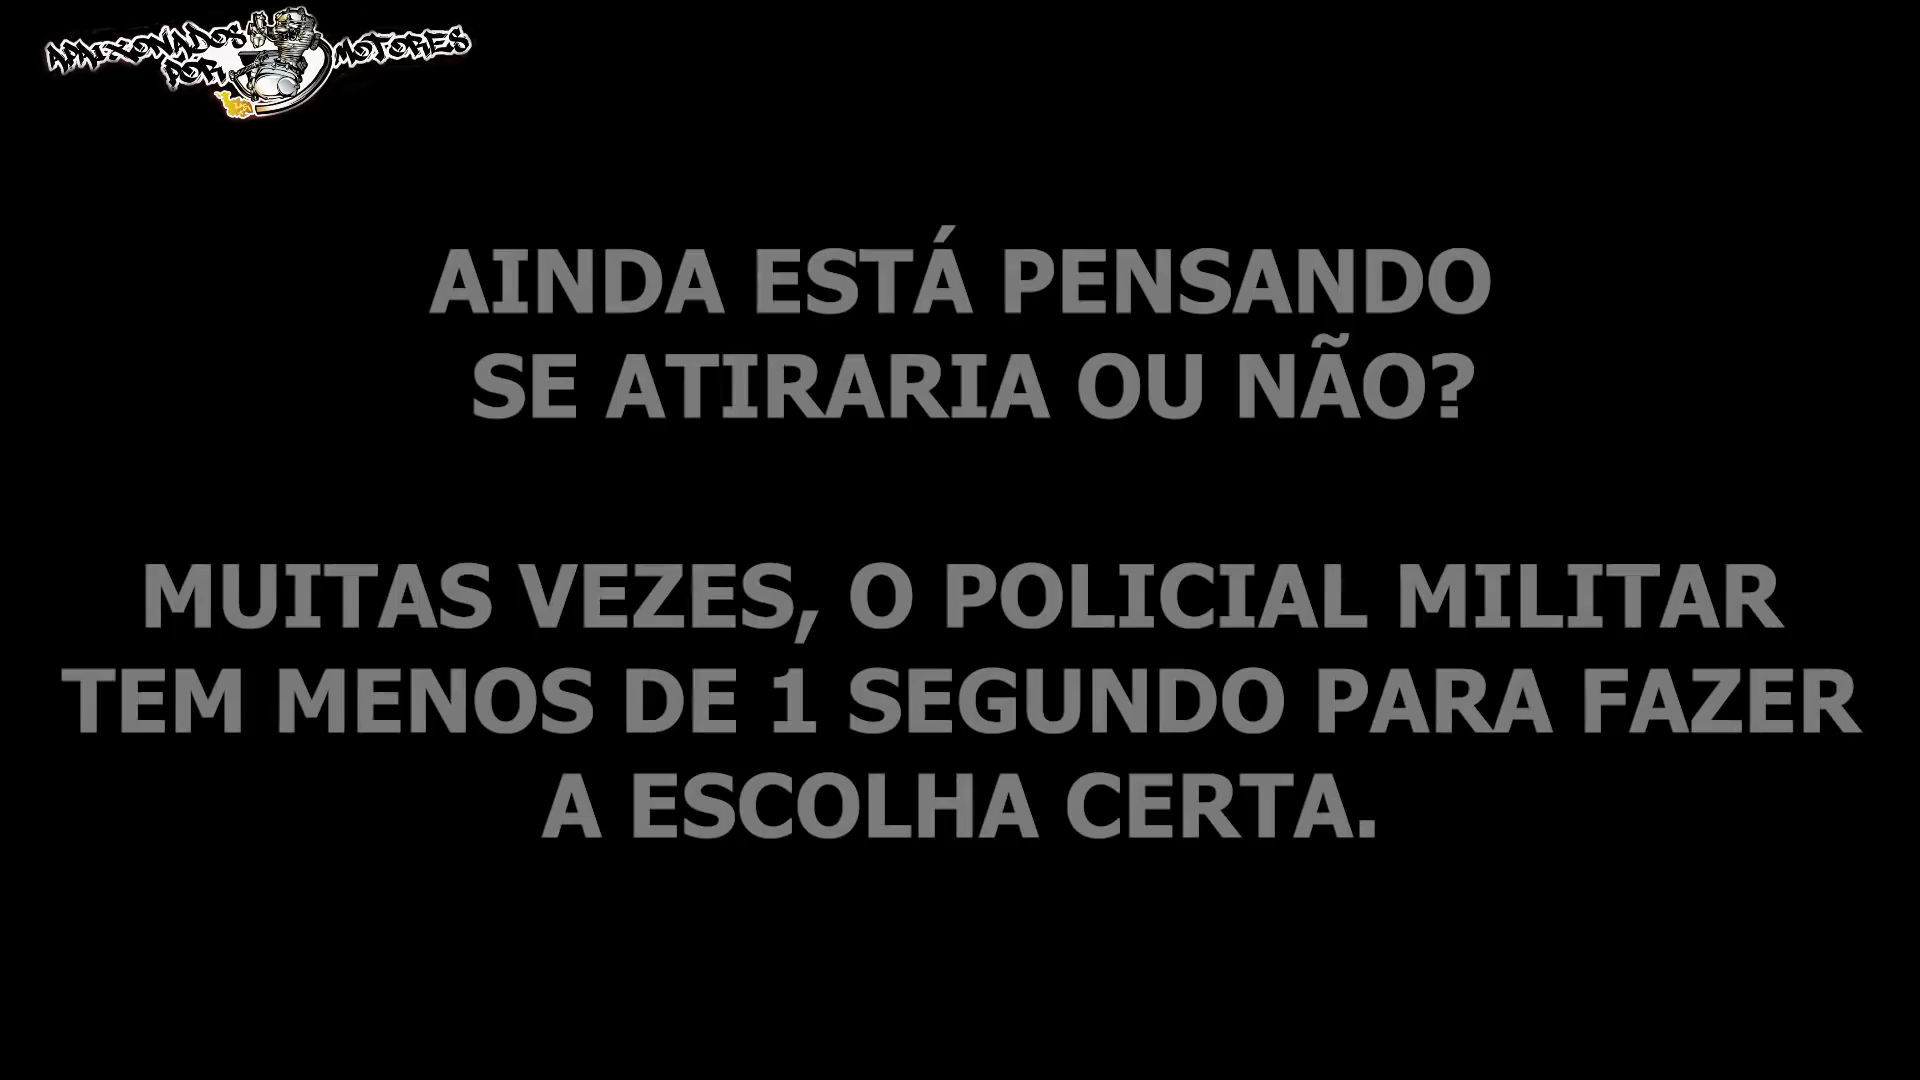 APAIXONADOS
POR
MOTORES
AINDA ESTÁ PENSANDO
SE ATIRARIA OU NÃO?
MUITAS VEZES, O POLICIAL MILITAR
TEM MENOS DE 1 SEGUNDO PARA FAZER
A ESCOLHA CERTA.